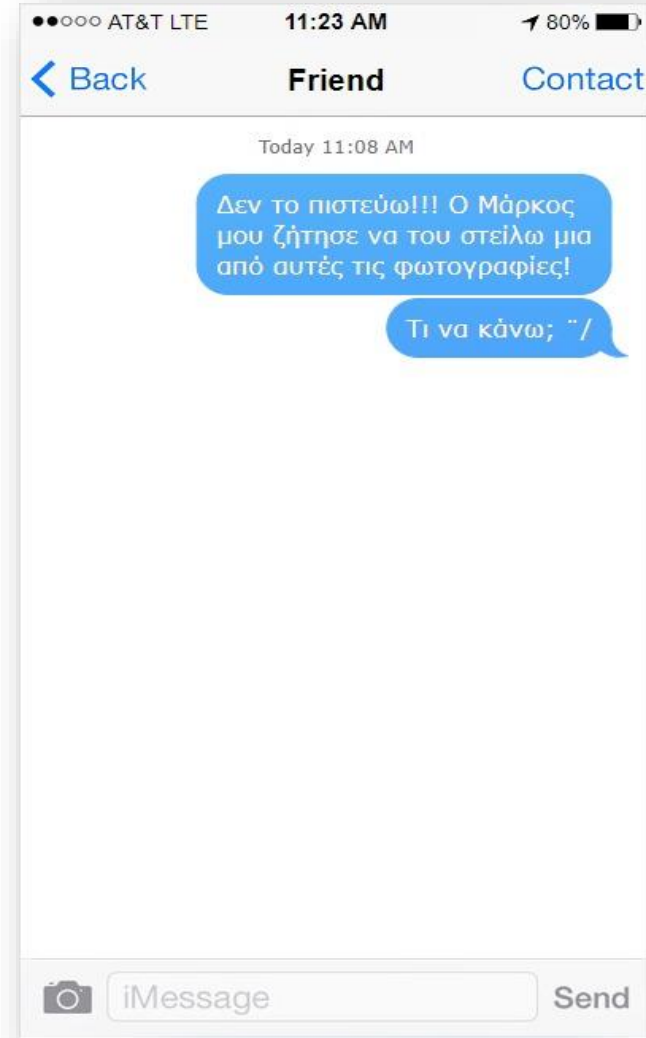 ●●○○○ AT&T LTE 11:23 AM 80%
Back Friend Contact
Today 11:08 AM
Δεν το πιστεύω!!! Ο Μάρκος
μου ζήτησε να του στείλω μια
από αυτές τις φωτογραφίες!
Τι να κάνω; ¨/
iMessage Send